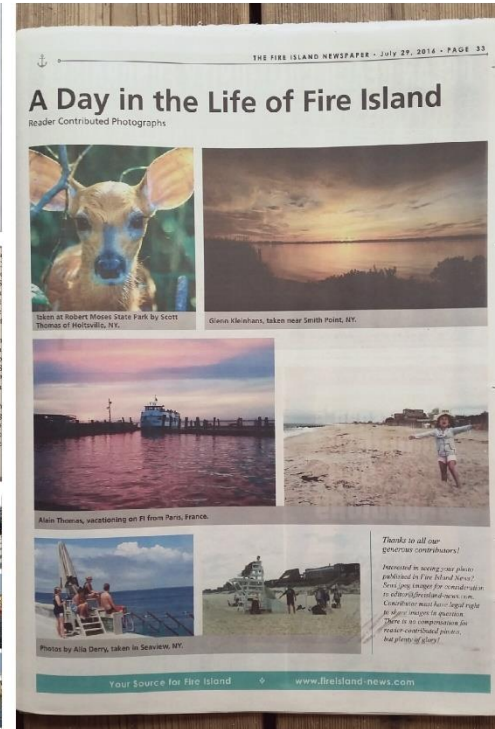 THE FIRE ISLAND NEWSPAPER • July 29, 2016 • PAGE 33
A Day in the Life of Fire Island
Reader Contributed Photographs
taken at Robert Moses State Park by Scott
Thomas of Holtsville, NY.
Glenn Kleinhans, taken near Smith Point, NY.
Alain Thomas, vacationing on FI from Paris, France.
Photos by Alia Derry, taken in Seaview, NY.
Thanks to all our
generous contributors!
Interested in seeing your photo
published in Fire Island News?
Send jpeg images for consideration
to editor@fireisland-news.com.
Contributor must have legal right
to share images in question.
There is no compensation for
reader-contributed photos,
but plenty of glory!
Your Source for Fire Island
www.fireisland-news.com